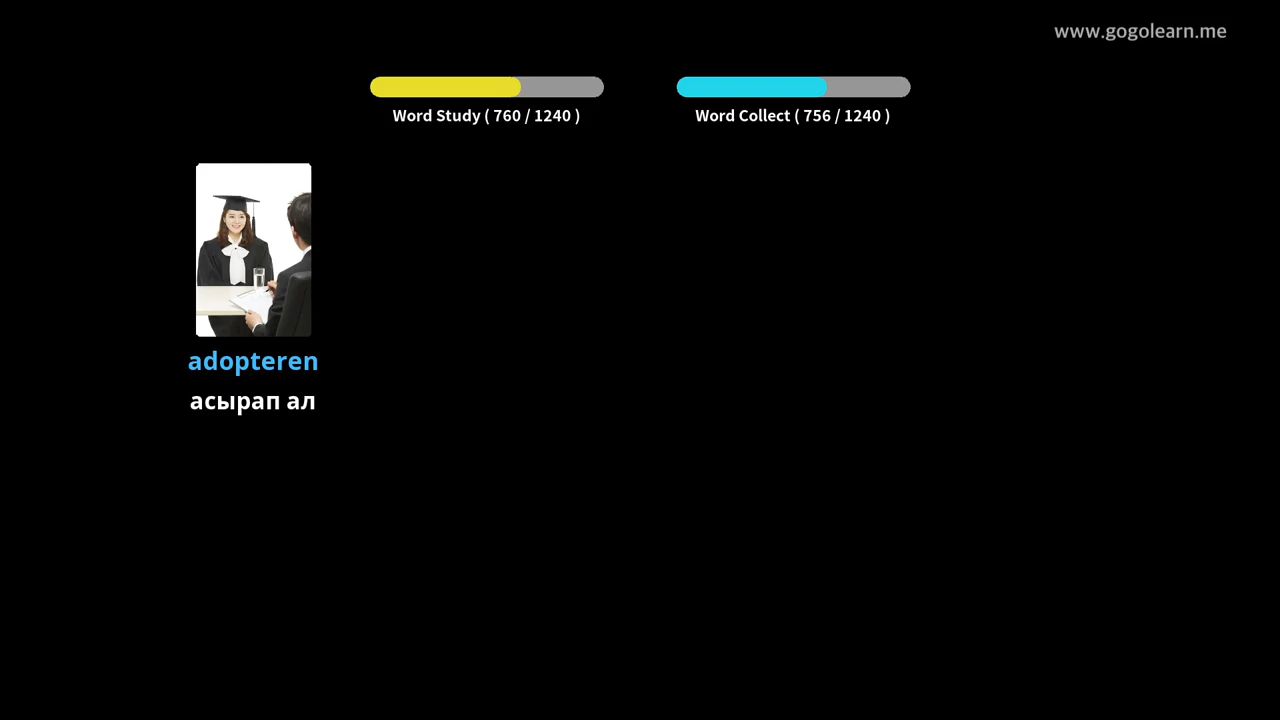 www.gogolearn.me
Word Study ( 760 / 1240 )
Word Collect ( 756 / 1240 )
adopteren
асырап ал